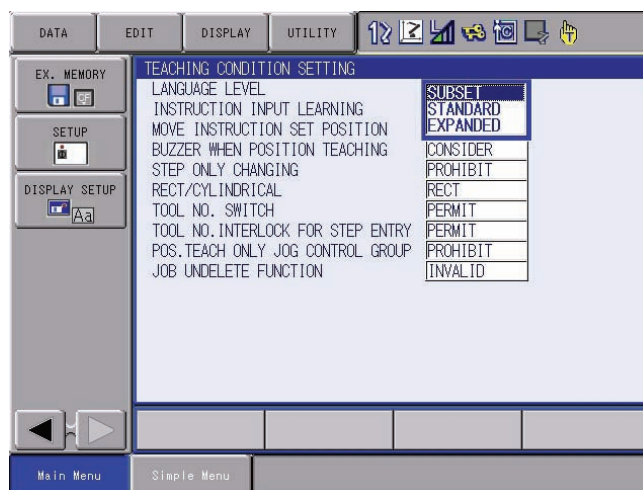 DATA EDIT DISPLAY UTILITY
EX. MEMORY
CF
SETUP
DISPLAY SETUP
Aa
TEACHING CONDITION SETTING
LANGUAGE LEVEL SUBSET
INSTRUCTION INPUT LEARNING STANDARD
MOVE INSTRUCTION SET POSITION EXPANDED
BUZZER WHEN POSITION TEACHING CONSIDER
STEP ONLY CHANGING PROHIBIT
RECT/CYLINDRICAL RECT
TOOL NO. SWITCH PERMIT
TOOL NO.INTERLOCK FOR STEP ENTRY PERMIT
POS.TEACH ONLY JOG CONTROL GROUP PROHIBIT
JOB UNDELETE FUNCTION INVALID
Main Menu Simple Menu